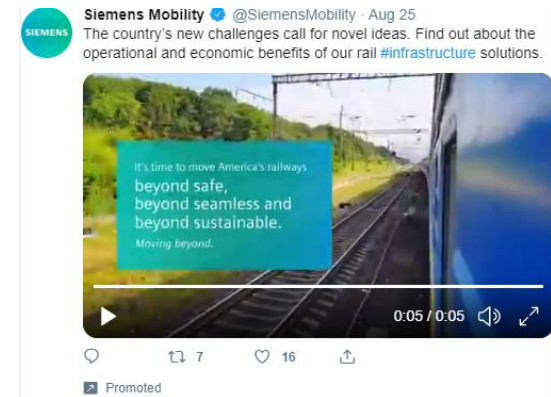 SIEMENS
Siemens Mobility @SiemensMobility · Aug 25
The country's new challenges call for novel ideas. Find out about the
operational and economic benefits of our rail #infrastructure solutions.
It's time to move America's railways
beyond safe,
beyond seamless and
beyond sustainable.
Moving beyond.
0:05 / 0:05
7 16
Promoted